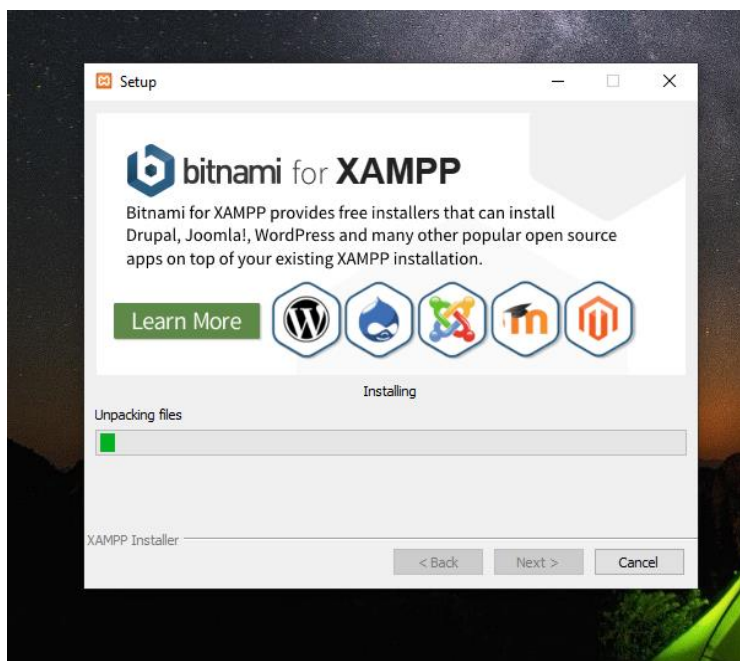 Setup
bitnami for XAMPP
Bitnami for XAMPP provides free installers that can install
Drupal, Joomla!, WordPress and many other popular open source
apps on top of your existing XAMPP installation.
Learn More
Installing
Unpacking files
XAMPP Installer
< Back Next > Cancel